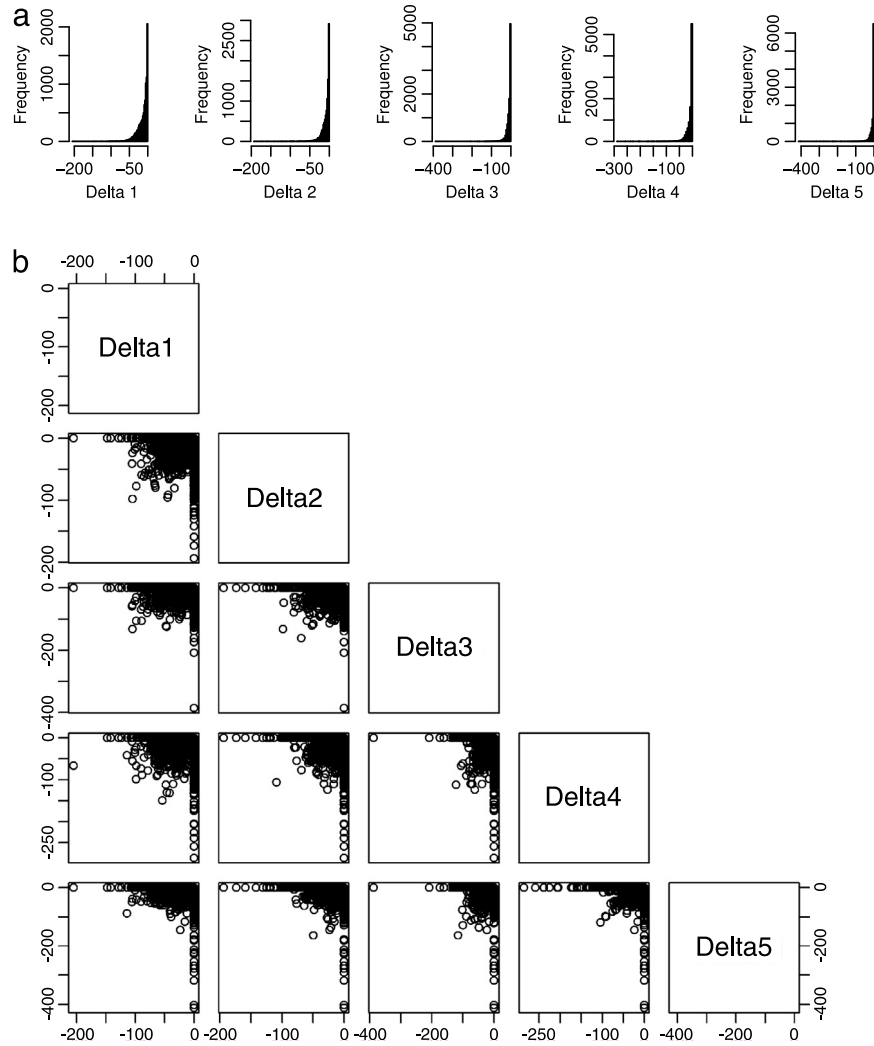 a
Frequency 0 1000 2000 -200 -50 Delta 1
Frequency 0 1000 2500 -200 -50 Delta 2
Frequency 0 2000 5000 -400 -100 Delta 3
Frequency 0 2000 5000 -300 -100 Delta 4
Frequency 0 3000 6000 -400 -100 Delta 5
b
-200 -100 0
0 -100 -200 Delta1
0 -100 -200 Delta2
0 -200 -400 Delta3
0 -100 -250 Delta4
0 -200 -400 Delta5 0 -200 -400
-200 -100 0 -100 0 -400 -200 0 -250 -100 0 -400 -200 0